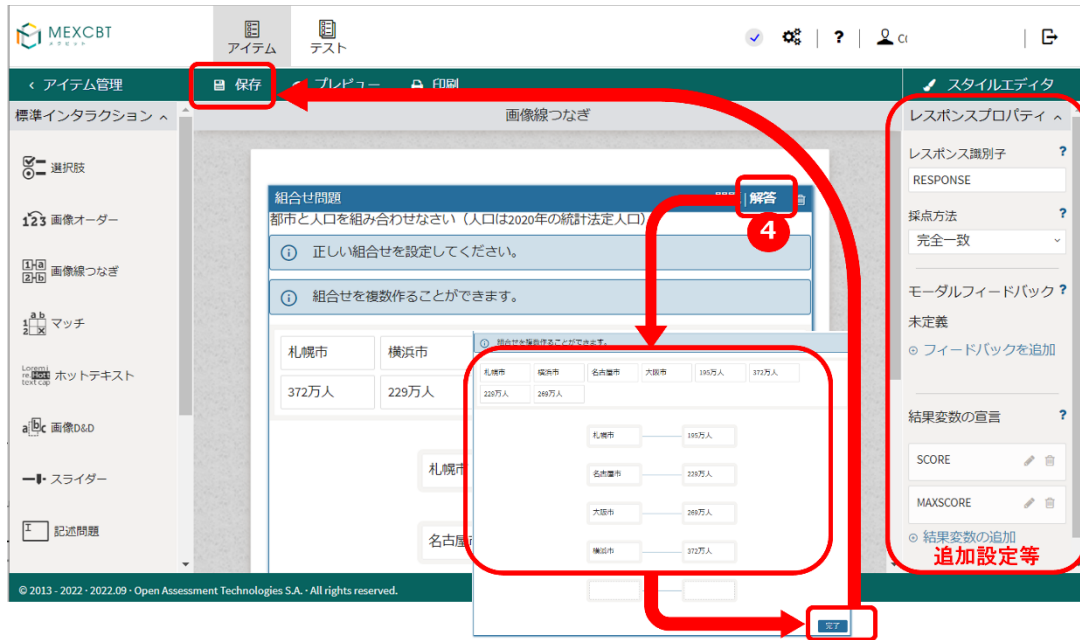 MEXCBT
メクビット
アイテム
テスト
?
< アイテム管理
保存
プレビュー
印刷
スタイルエディタ
標準インタラクション
画像線つなぎ
レスポンスプロパティ
選択肢
画像オーダー
画像線つなぎ
マッチ
ホットテキスト
画像D&D
スライダー
記述問題
組合せ問題
解答
4
都市と人口を組み合わせなさい（人口は2020年の統計法定人口）
正しい組合せを設定してください。
組合せを複数作ることができます。
札幌市
横浜市
372万人
229万人
札幌市
名古屋市
組合せを複数作ることができます。
札幌市 横浜市 名古屋市 大阪市 195万人 372万人
229万人 269万人
札幌市 195万人
名古屋市 229万人
大阪市 269万人
横浜市 372万人
完了
レスポンス識別子 ?
RESPONSE
採点方法 ?
完全一致
モーダルフィードバック ?
未定義
フィードバックを追加
結果変数の宣言 ?
SCORE
MAXSCORE
結果変数の追加
追加設定等
© 2013 - 2022 · 2022.09 · Open Assessment Technologies S.A. · All rights reserved.